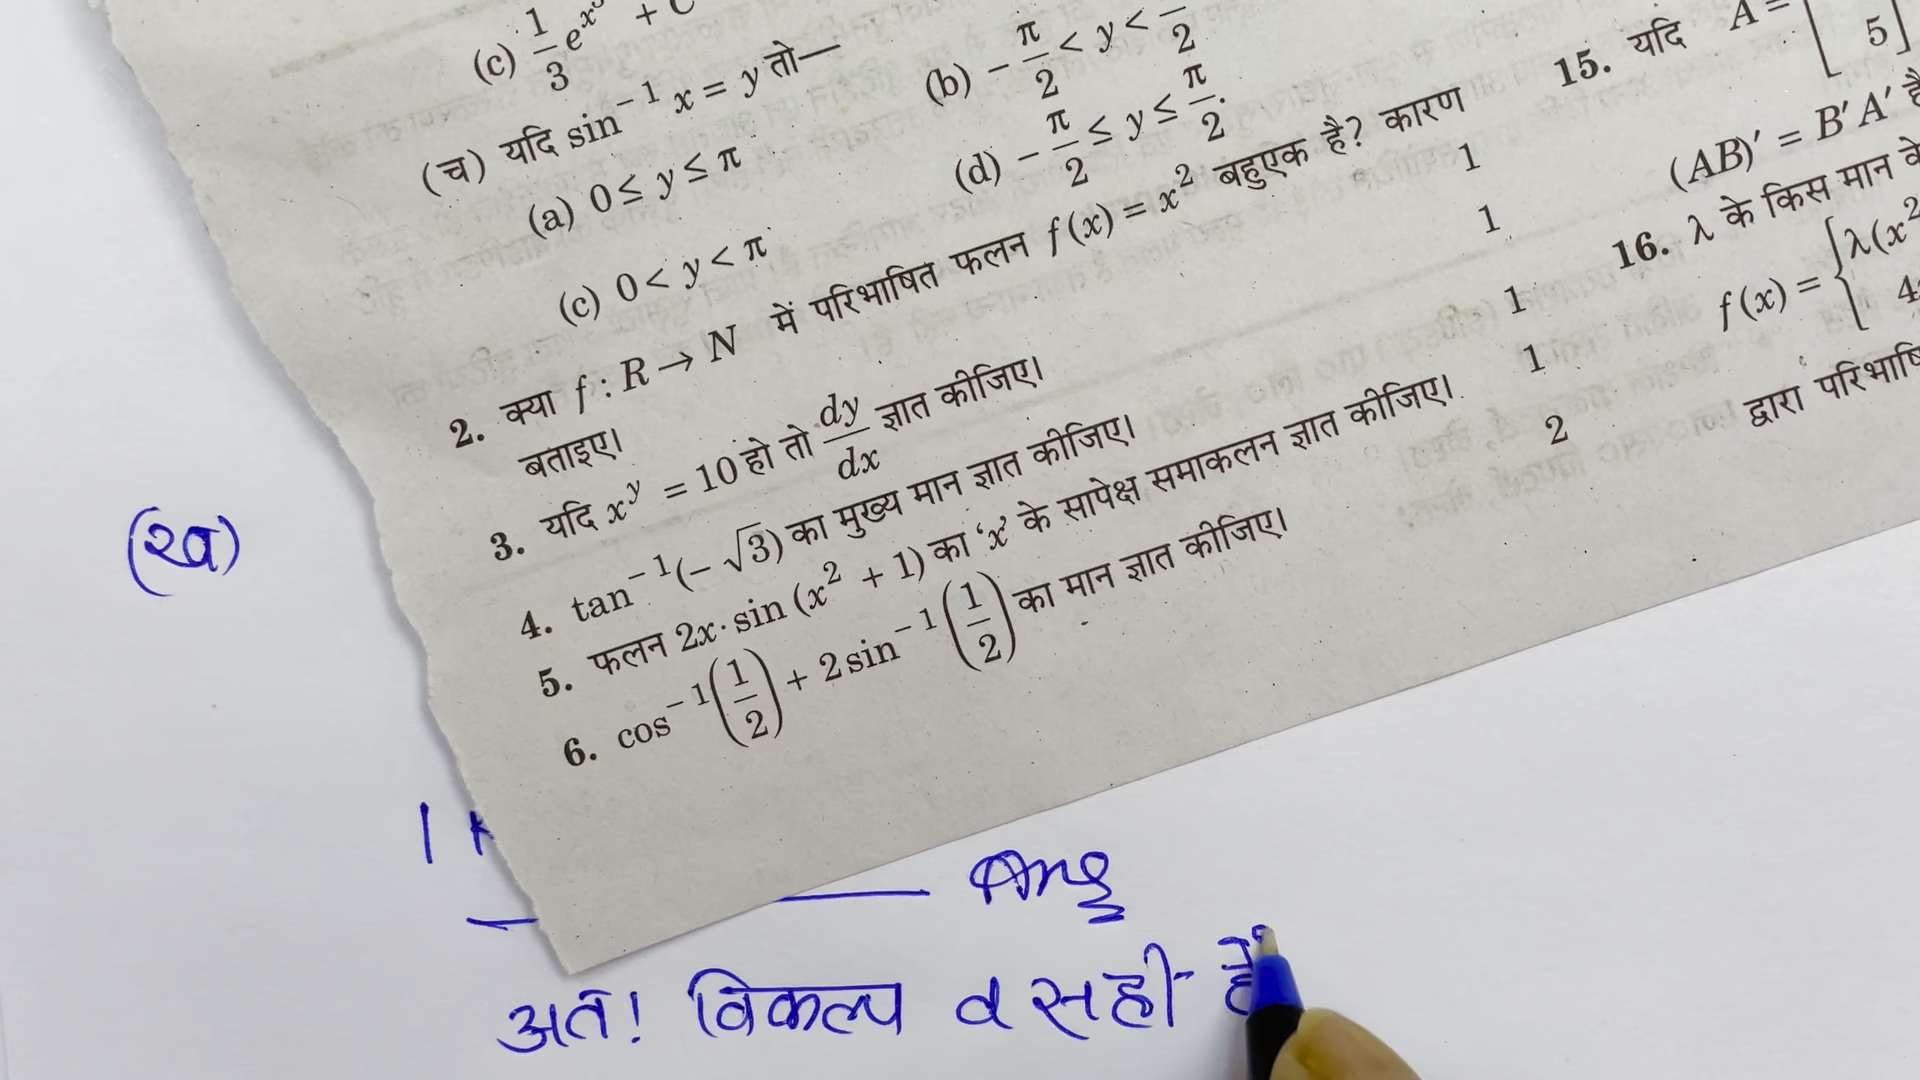 (c) 1/3 e^x³ + C
(च) यदि sin⁻¹ x = y तो—
(a) 0 ≤ y ≤ π
(b) −π/2 < y < /2
(c) 0 < y < π
(d) −π/2 ≤ y ≤ π/2.
2. क्या f : R → N में परिभाषित फलन f(x) = x² बहुएक है? कारण
बताइए। 1
3. यदि x^y = 10 हो तो dy/dx ज्ञात कीजिए। 1
4. tan⁻¹(−√3) का मुख्य मान ज्ञात कीजिए। 1
5. फलन 2x·sin (x² + 1) का ‘x’ के सापेक्ष समाकलन ज्ञात कीजिए। 1
6. cos⁻¹(1/2) + 2 sin⁻¹(1/2) का मान ज्ञात कीजिए। 2
15. यदि A = [ 5]
(AB)′ = B′A′
16. λ के किस मान
f(x) = { λ(x²
4
द्वारा
(ख)
Ans
अत! विकल्प व सही है